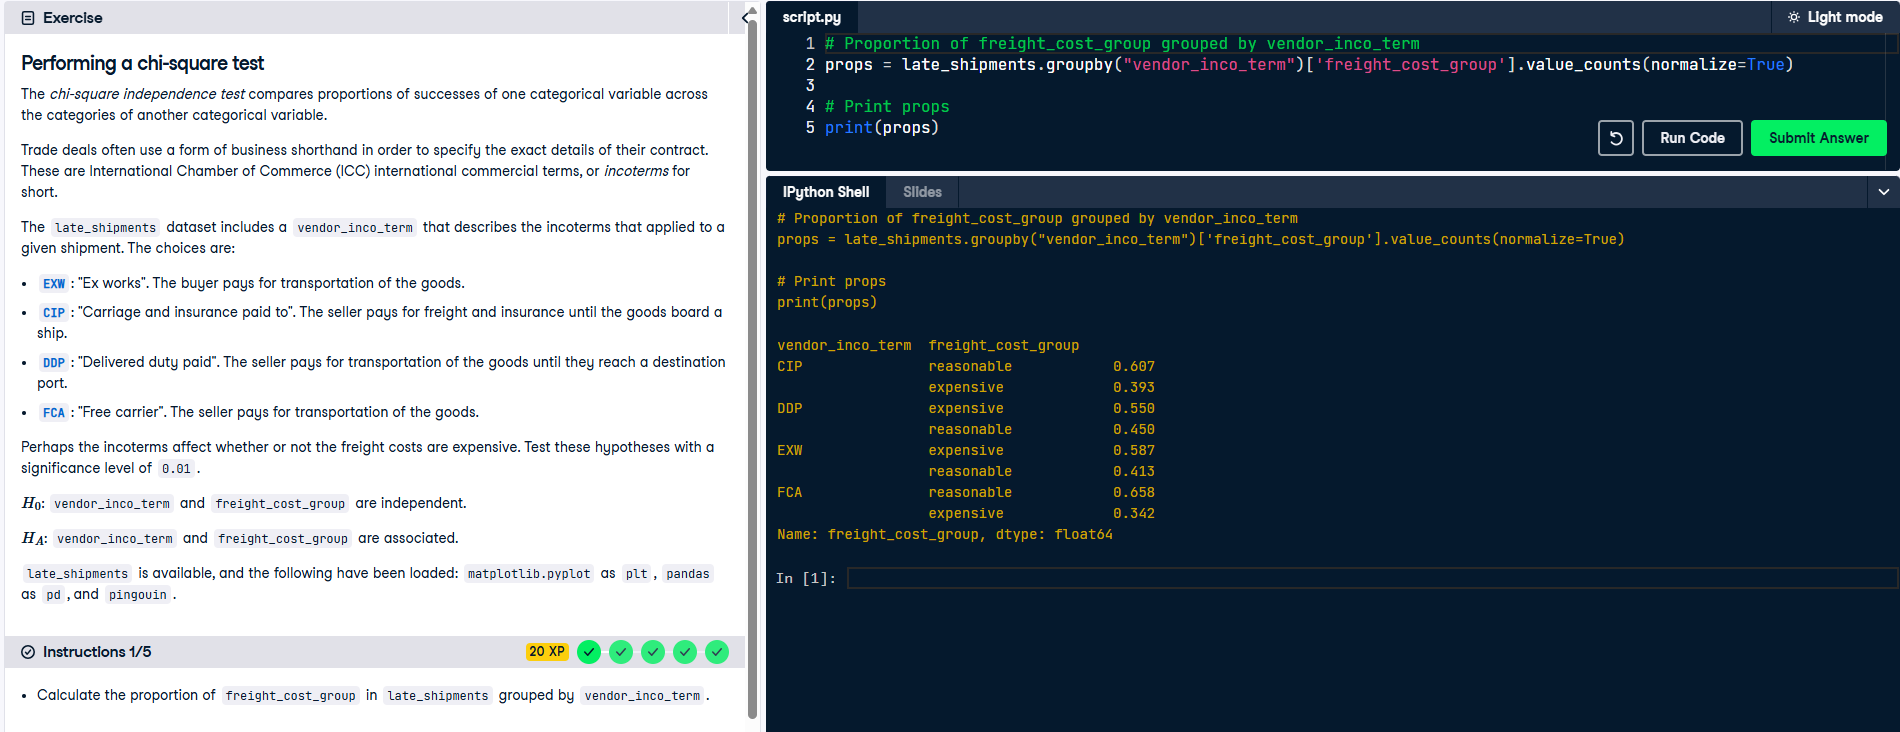 Exercise
Performing a chi-square test
The chi-square independence test compares proportions of successes of one categorical variable across
the categories of another categorical variable.
Trade deals often use a form of business shorthand in order to specify the exact details of their contract.
These are International Chamber of Commerce (ICC) international commercial terms, or incoterms for
short.
The late_shipments dataset includes a vendor_inco_term that describes the incoterms that applied to a
given shipment. The choices are:
• EXW : "Ex works". The buyer pays for transportation of the goods.
• CIP : "Carriage and insurance paid to". The seller pays for freight and insurance until the goods board a
ship.
• DDP : "Delivered duty paid". The seller pays for transportation of the goods until they reach a destination
port.
• FCA : "Free carrier". The seller pays for transportation of the goods.
Perhaps the incoterms affect whether or not the freight costs are expensive. Test these hypotheses with a
significance level of 0.01 .
H0: vendor_inco_term and freight_cost_group are independent.
HA: vendor_inco_term and freight_cost_group are associated.
late_shipments is available, and the following have been loaded: matplotlib.pyplot as plt , pandas
as pd , and pingouin .
Instructions 1/5
20 XP
• Calculate the proportion of freight_cost_group in late_shipments grouped by vendor_inco_term .
script.py
Light mode
1 # Proportion of freight_cost_group grouped by vendor_inco_term
2 props = late_shipments.groupby("vendor_inco_term")['freight_cost_group'].value_counts(normalize=True)
3
4 # Print props
5 print(props)
Run Code
Submit Answer
IPython Shell
Slides
# Proportion of freight_cost_group grouped by vendor_inco_term
props = late_shipments.groupby("vendor_inco_term")['freight_cost_group'].value_counts(normalize=True)
# Print props
print(props)
vendor_inco_term freight_cost_group
CIP reasonable 0.607
expensive 0.393
DDP expensive 0.550
reasonable 0.450
EXW expensive 0.587
reasonable 0.413
FCA reasonable 0.658
expensive 0.342
Name: freight_cost_group, dtype: float64
In [1]: